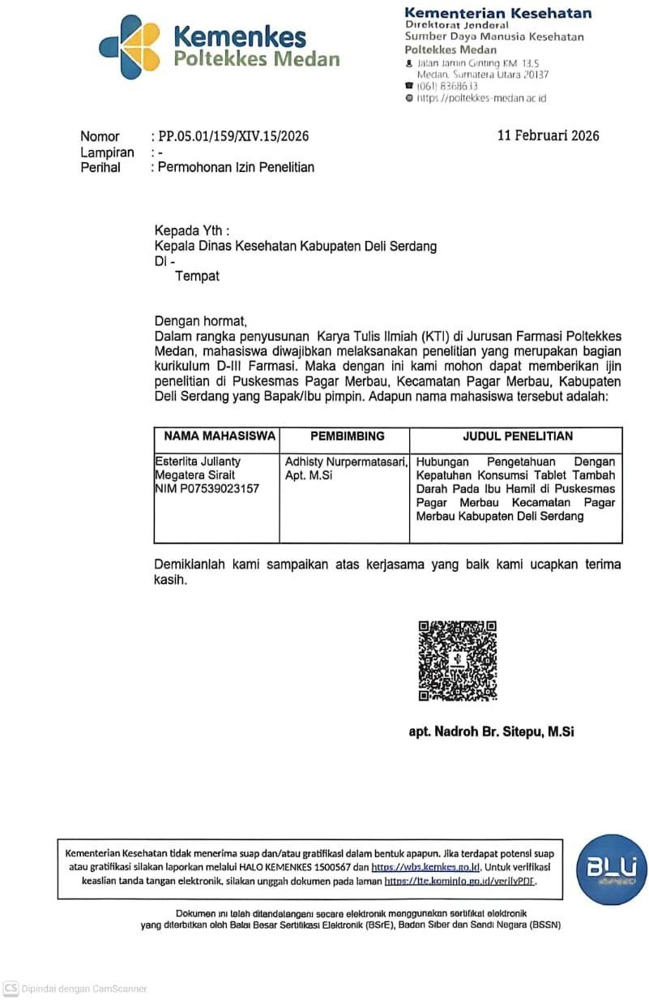 Kemenkes
Poltekkes Medan
Kementerian Kesehatan
Direktorat Jenderal
Sumber Daya Manusia Kesehatan
Poltekkes Medan
Jalan Jamin Ginting KM 13.5
Medan, Sumatera Utara 20137
(061) 8368633
https://poltekkes-medan.ac.id
Nomor : PP.05.01/159/XIV.15/2026 11 Februari 2026
Lampiran : -
Perihal : Permohonan Izin Penelitian
Kepada Yth :
Kepala Dinas Kesehatan Kabupaten Deli Serdang
Di -
Tempat
Dengan hormat,
Dalam rangka penyusunan Karya Tulis Ilmiah (KTI) di Jurusan Farmasi Poltekkes
Medan, mahasiswa diwajibkan melaksanakan penelitian yang merupakan bagian
kurikulum D-III Farmasi. Maka dengan ini kami mohon dapat memberikan ijin
penelitian di Puskesmas Pagar Merbau, Kecamatan Pagar Merbau, Kabupaten
Deli Serdang yang Bapak/Ibu pimpin. Adapun nama mahasiswa tersebut adalah:
NAMA MAHASISWA PEMBIMBING JUDUL PENELITIAN
Esterlita Julianty Adhisty Nurpermatasari, Hubungan Pengetahuan Dengan
Megatera Sirait Apt. M.Si Kepatuhan Konsumsi Tablet Tambah
NIM P07539023157 Darah Pada Ibu Hamil di Puskesmas
Pagar Merbau Kecamatan Pagar
Merbau Kabupaten Deli Serdang
Demikianlah kami sampaikan atas kerjasama yang baik kami ucapkan terima
kasih.
apt. Nadroh Br. Sitepu, M.Si
Kementerian Kesehatan tidak menerima suap dan/atau gratifikasi dalam bentuk apapun. Jika terdapat potensi suap
atau gratifikasi silakan laporkan melalui HALO KEMENKES 1500567 dan https://wbs.kemkes.go.id. Untuk verifikasi
keaslian tanda tangan elektronik, silakan unggah dokumen pada laman https://tte.kominfo.go.id/verifyPDF.
BLU
Dokumen ini telah ditandatangani secara elektronik menggunakan sertifikat elektronik
yang diterbitkan oleh Balai Besar Sertifikasi Elektronik (BSrE), Badan Siber dan Sandi Negara (BSSN)
CS Dipindai dengan CamScanner